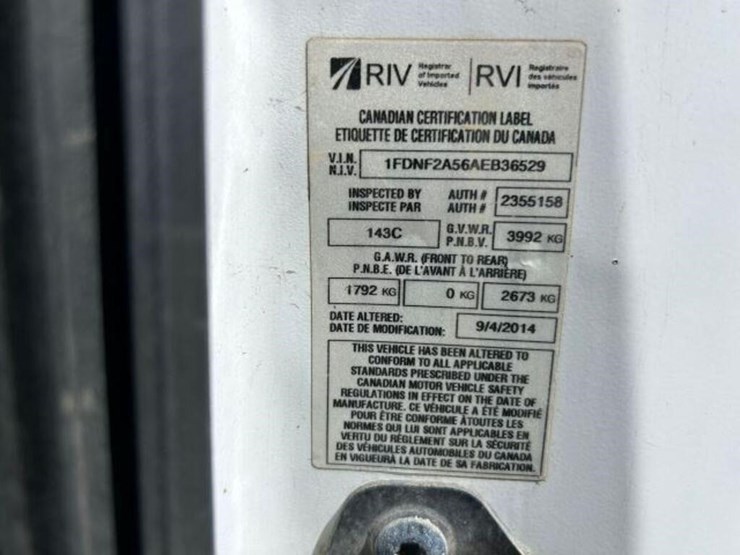 RIV Registrar of Imported Vehicles RVI Registraire des véhicules importés
CANADIAN CERTIFICATION LABEL
ETIQUETTE DE CERTIFICATION DU CANADA
V.I.N. N.I.V. 1FDNF2A56AEB36529
INSPECTED BY AUTH # 2355158
INSPECTE PAR AUTH #
143C G.V.W.R. P.N.B.V. 3992 KG
G.A.W.R. (FRONT TO REAR)
P.N.B.E. (DE L'AVANT À L'ARRIÈRE)
1792 KG 0 KG 2673 KG
DATE ALTERED:
DATE DE MODIFICATION: 9/4/2014
THIS VEHICLE HAS BEEN ALTERED TO
CONFORM TO ALL APPLICABLE
STANDARDS PRESCRIBED UNDER THE
CANADIAN MOTOR VEHICLE SAFETY
REGULATIONS IN EFFECT ON THE DATE OF
MANUFACTURE. CE VÉHICULE A ÉTÉ MODIFIÉ
POUR ÊTRE CONFORME ÀTOUTES LES
NORMES QUI LUI SONT APPLICABLES EN
VERTU DU RÈGLEMENT SUR LA SÉCURITÉ
DES VÉHICULES AUTOMOBILES DU CANADA
EN VIGUEURÀ LA DATE DE SA FABRICATION.